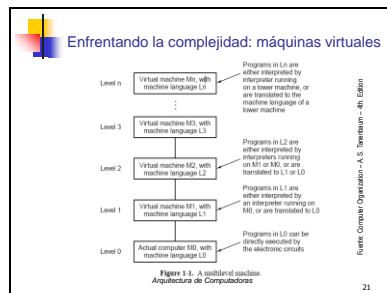 Enfrentando la complejidad: máquinas virtuales
Level n
Virtual machine Mn, with
machine language Ln
Programs in Ln are
either interpreted by
interpreter running
on a lower machine, or
are translated to the
machine language of a
lower machine
Level 3
Virtual machine M3, with
machine language L3
Level 2
Virtual machine M2, with
machine language L2
Programs in L2 are
either interpreted by
interpreters running
on M1 or M0, or are
translated to L1 or L0
Level 1
Virtual machine M1, with
machine language L1
Programs in L1 are
either interpreted by
an interpreter running on
M0, or are translated to L0
Level 0
Actual computer M0, with
machine language L0
Programs in L0 can be
directly executed by
the electronic circuits
Figure 1-1. A multilevel machine.
Arquitectura de Computadoras
Fuente: Computer Organization – A. S. Tanenbaum – 4th. Edition
21